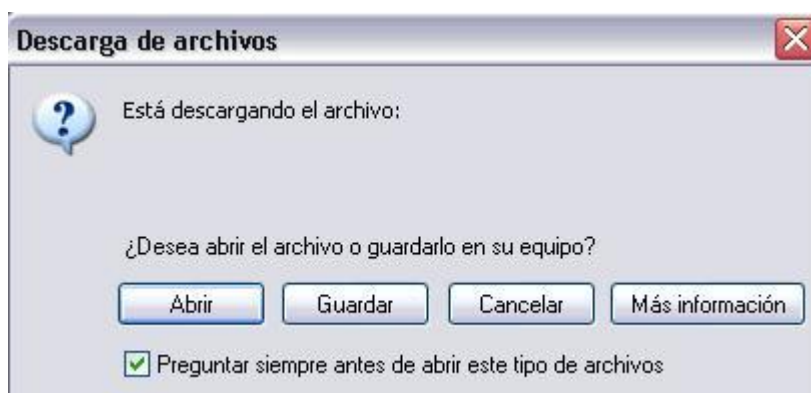 Descarga de archivos
Está descargando el archivo:
¿Desea abrir el archivo o guardarlo en su equipo?
Abrir Guardar Cancelar Más información
Preguntar siempre antes de abrir este tipo de archivos